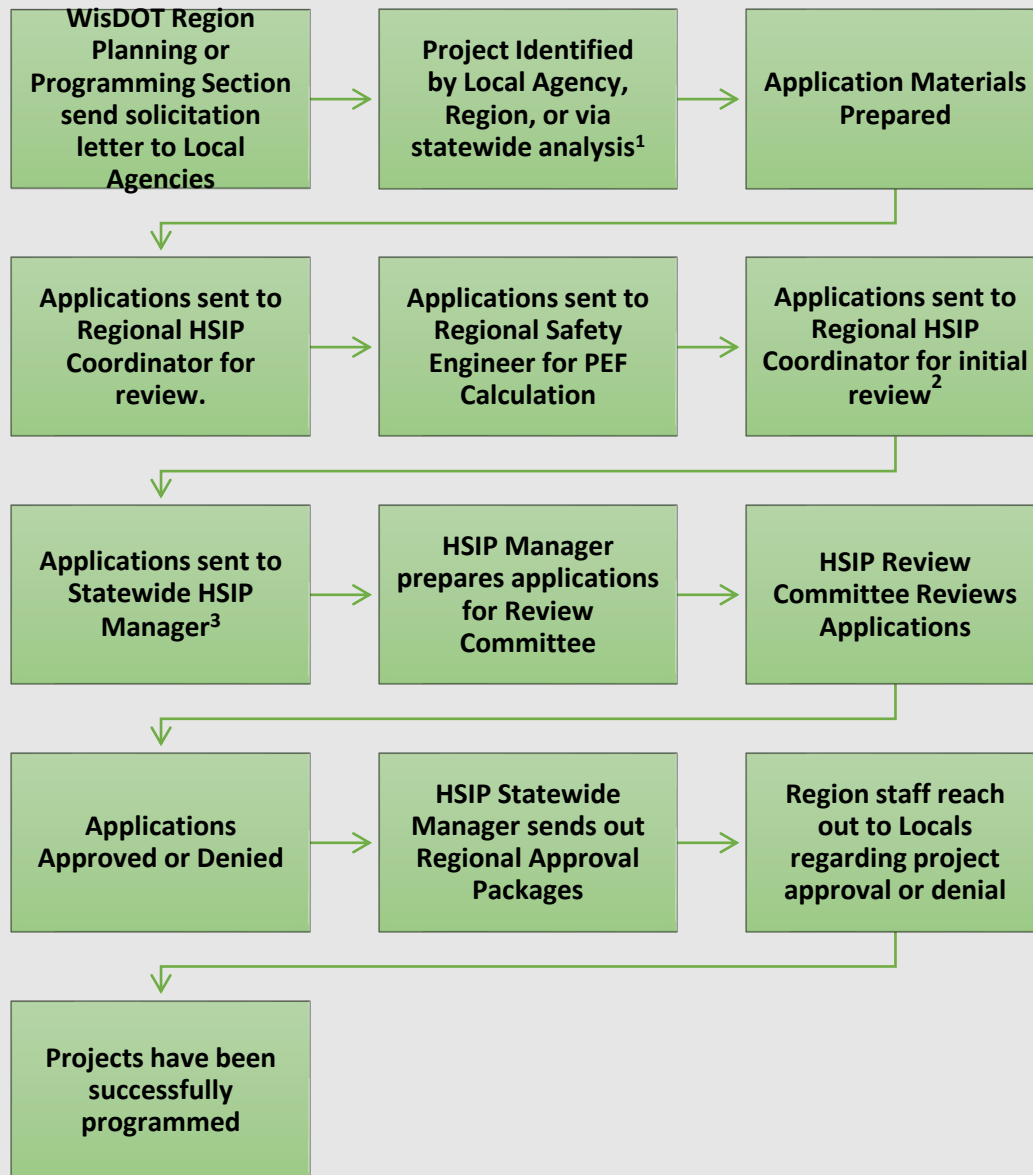 WisDOT Region
Planning or
Programming Section
send solicitation
letter to Local
Agencies
Project Identified
by Local Agency,
Region, or via
statewide analysis¹
Application Materials
Prepared
Applications sent to
Regional HSIP
Coordinator for
review.
Applications sent to
Regional Safety
Engineer for PEF
Calculation
Applications sent to
Regional HSIP
Coordinator for initial
review²
Applications sent to
Statewide HSIP
Manager³
HSIP Manager
prepares applications
for Review
Committee
HSIP Review
Committee Reviews
Applications
Applications
Approved or Denied
HSIP Statewide
Manager sends out
Regional Approval
Packages
Region staff reach
out to Locals
regarding project
approval or denial
Projects have been
successfully
programmed